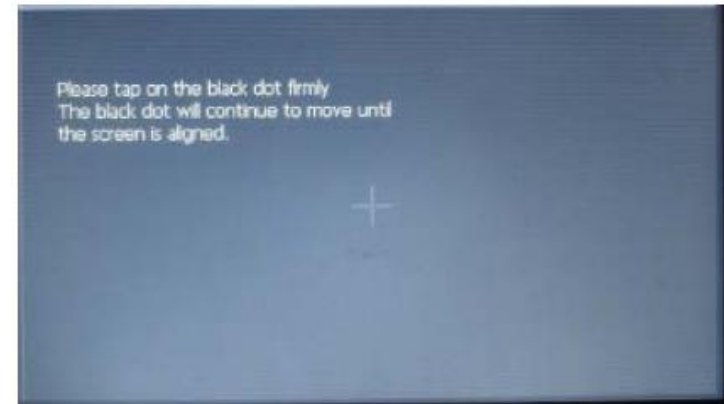 Please tap on the black dot firmly
The black dot will continue to move until
the screen is aligned.